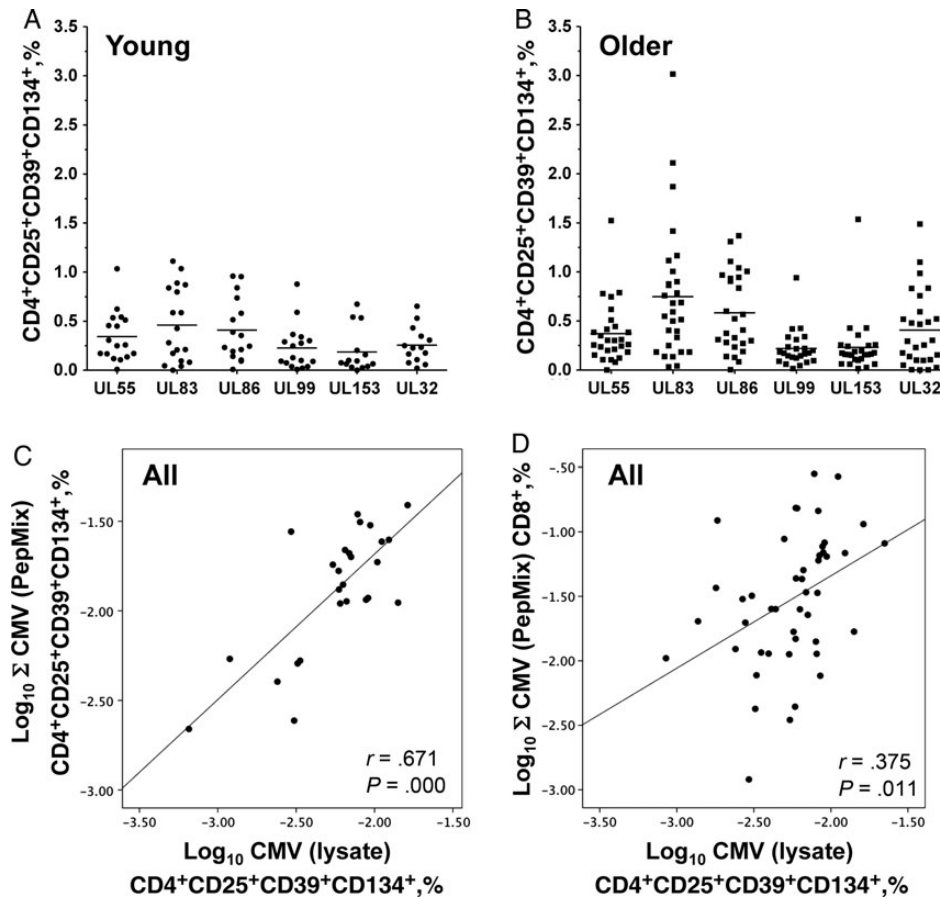 A
Young
CD4+CD25+CD39+CD134+,%
3.5
3.0
2.5
2.0
1.5
1.0
0.5
0.0
UL55 UL83 UL86 UL99 UL153 UL32
B
Older
CD4+CD25+CD39+CD134+,%
3.5
3.0
2.5
2.0
1.5
1.0
0.5
0.0
UL55 UL83 UL86 UL99 UL153 UL32
C
All
Log10 Σ CMV (PepMix)
CD4+CD25+CD39+CD134+,%
−1.50
−2.00
−2.50
−3.00
r = .671
P = .000
−3.50 −3.00 −2.50 −2.00 −1.50
Log10 CMV (lysate)
CD4+CD25+CD39+CD134+,%
D
All
Log10 Σ CMV (PepMix) CD8+,%
−.50
−1.00
−1.50
−2.00
−2.50
−3.00
r = .375
P = .011
−3.50 −3.00 −2.50 −2.00 −1.50
Log10 CMV (lysate)
CD4+CD25+CD39+CD134+,%